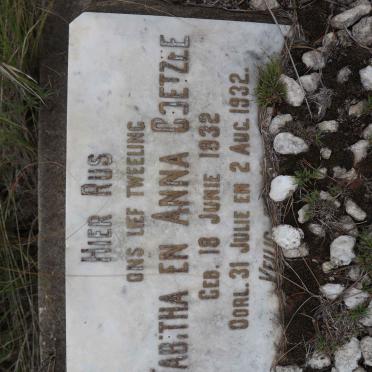 HIER RUS
ONS LIEF TWEELING
TABITHA EN ANNA COETZEE
GEB. 18 JUNIE 1932
OORL. 31 JULIE EN 2 AUG. 1932.